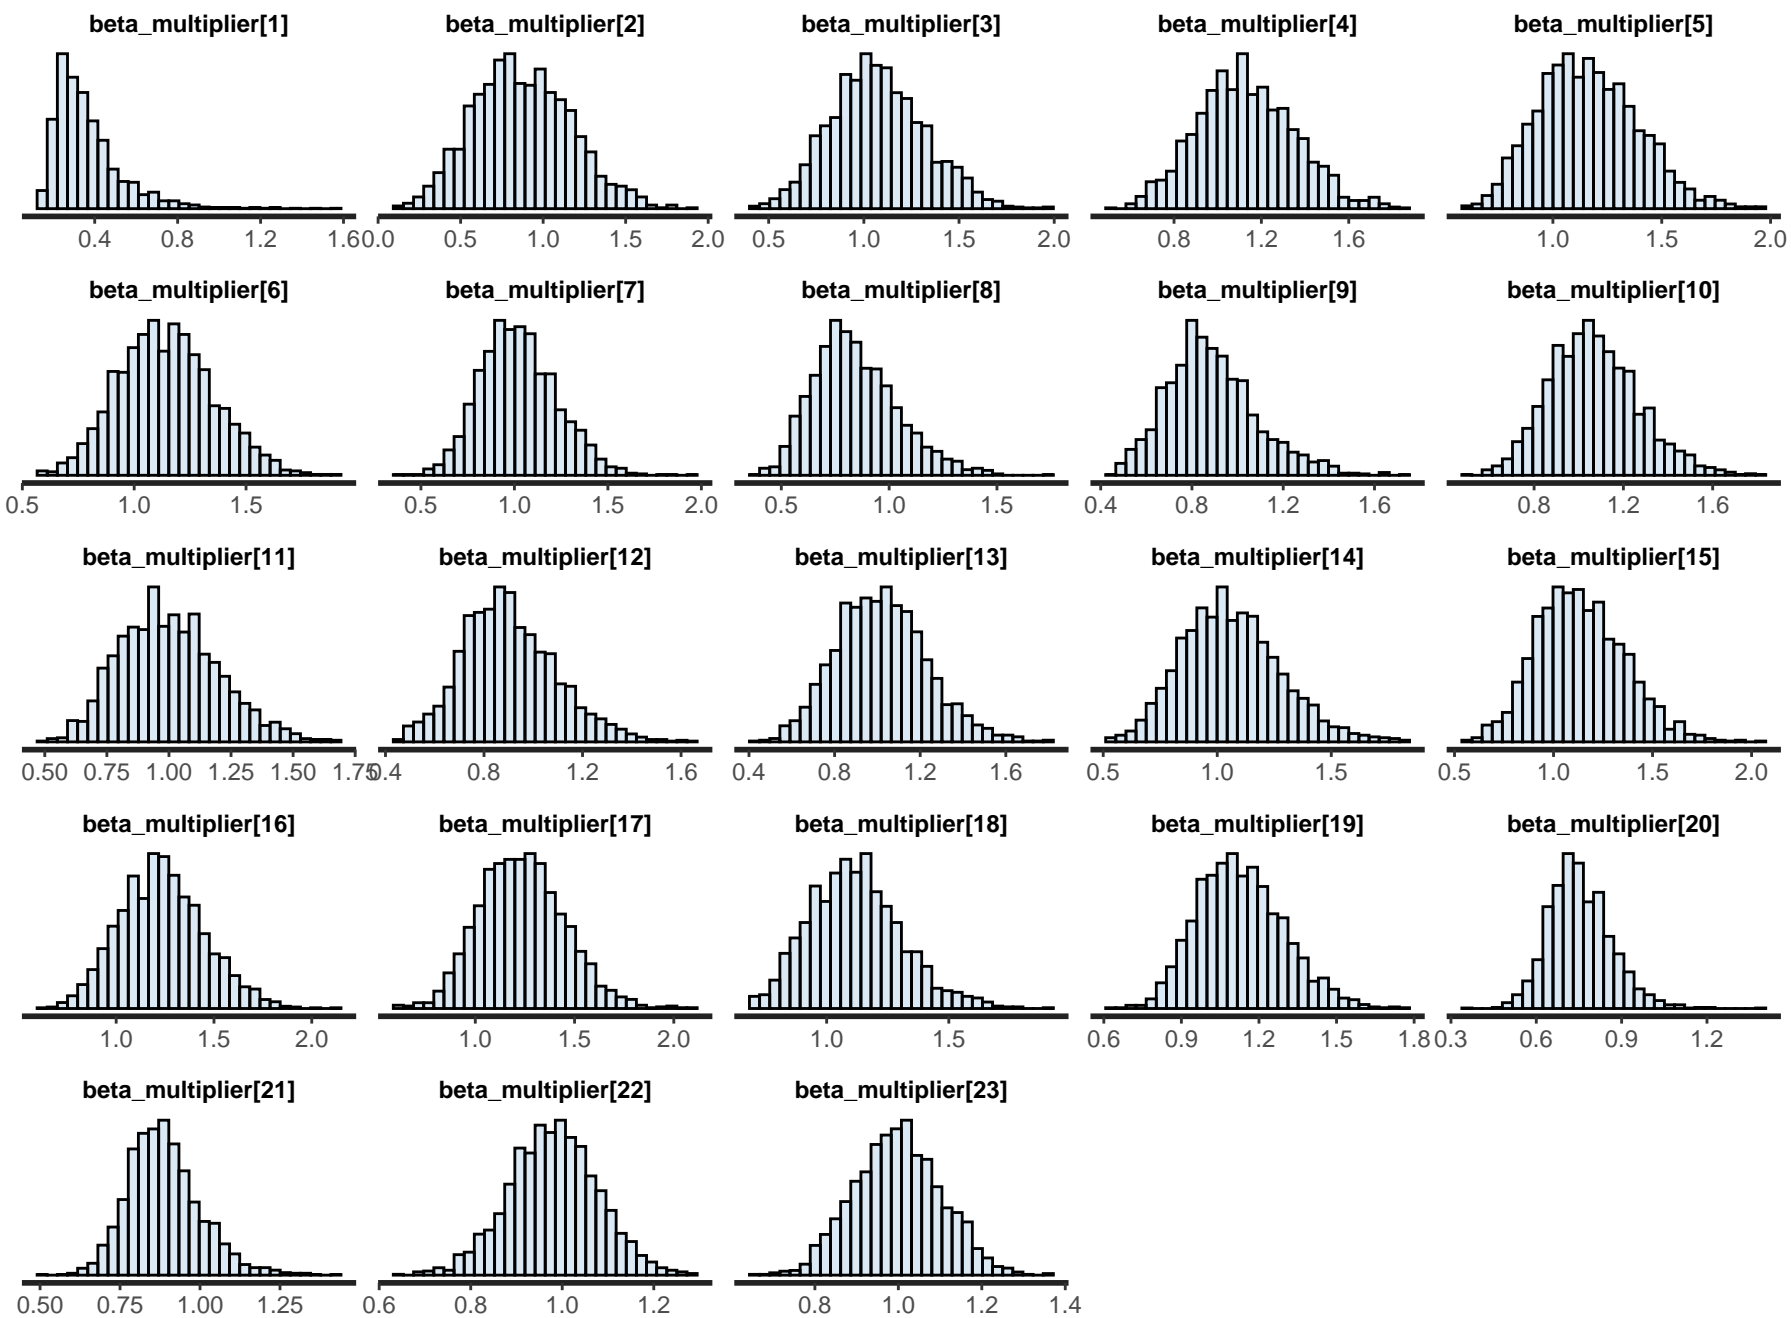 beta_multiplier[1] beta_multiplier[2] beta_multiplier[3] beta_multiplier[4] beta_multiplier[5]
0.4 0.8 1.2 1.6 0.0 0.5 1.0 1.5 2.0 0.5 1.0 1.5 2.0 0.8 1.2 1.6 1.0 1.5 2.0
beta_multiplier[6] beta_multiplier[7] beta_multiplier[8] beta_multiplier[9] beta_multiplier[10]
0.5 1.0 1.5 0.5 1.0 1.5 2.0 0.5 1.0 1.5 0.4 0.8 1.2 1.6 0.8 1.2 1.6
beta_multiplier[11] beta_multiplier[12] beta_multiplier[13] beta_multiplier[14] beta_multiplier[15]
0.50 0.75 1.00 1.25 1.50 1.75 0.4 0.8 1.2 1.6 0.4 0.8 1.2 1.6 0.5 1.0 1.5 0.5 1.0 1.5 2.0
beta_multiplier[16] beta_multiplier[17] beta_multiplier[18] beta_multiplier[19] beta_multiplier[20]
1.0 1.5 2.0 1.0 1.5 2.0 1.0 1.5 0.6 0.9 1.2 1.5 1.8 0.3 0.6 0.9 1.2
beta_multiplier[21] beta_multiplier[22] beta_multiplier[23]
0.50 0.75 1.00 1.25 0.6 0.8 1.0 1.2 0.8 1.0 1.2 1.4